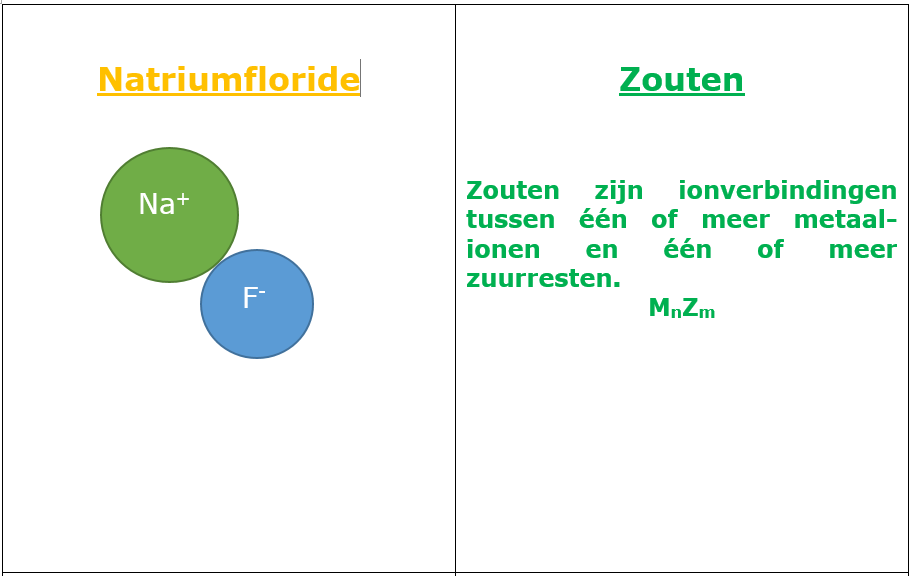 Natriumfloride
Na⁺
F⁻
Zouten
Zouten zijn ionverbindingen
tussen één of meer metaal-
ionen en één of meer
zuurresten.
MₙZₘ